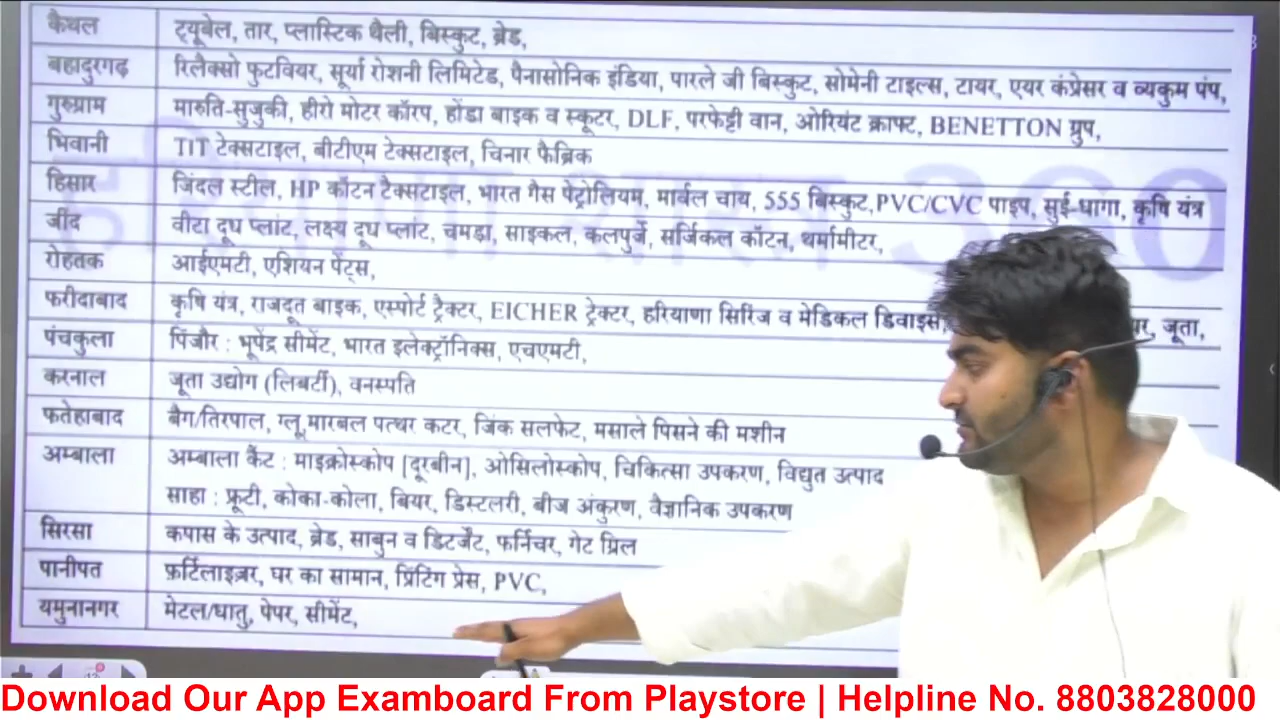 कैथल ट्यूबेल, तार, प्लास्टिक थैली, बिस्कुट, ब्रेड,
बहादुरगढ़ रिलैक्सो फुटवियर, सूर्या रोशनी लिमिटेड, पैनासोनिक इंडिया, पारले जी बिस्कुट, सोमेनी टाइल्स, टायर, एयर कंप्रेसर व व्यकुम पंप,
गुरुग्राम मारुति-सुजुकी, हीरो मोटर कॉरप, होंडा बाइक व स्कूटर, DLF, परफेट्टी वान, ओरियंट क्राफ्ट, BENETTON ग्रुप,
भिवानी TIT टेक्सटाइल, बीटीएम टेक्सटाइल, चिनार फैब्रिक
हिसार जिंदल स्टील, HP कॉटन टैक्सटाइल, भारत गैस पेट्रोलियम, मार्वल चाय, 555 बिस्कुट,PVC/CVC पाइप, सुई-धागा, कृषि यंत्र
जींद वीटा दूध प्लांट, लक्ष्य दूध प्लांट, चमड़ा, साइकल, कलपुर्जे, सर्जिकल कॉटन, थर्मामीटर,
रोहतक आईएमटी, एशियन पेंट्स,
फरीदाबाद कृषि यंत्र, राजदूत बाइक, एस्पोर्ट ट्रैक्टर, EICHER ट्रेक्टर, हरियाणा सिरिंज व मेडिकल डिवाइस, जूता,
पंचकुला पिंजौर : भूपेंद्र सीमेंट, भारत इलेक्ट्रॉनिक्स, एचएमटी,
करनाल जूता उद्योग (लिबर्टी), वनस्पति
फतेहाबाद बैग/तिरपाल, ग्लू,मारबल पत्थर कटर, जिंक सलफेट, मसाले पिसने की मशीन
अम्बाला अम्बाला कैंट : माइक्रोस्कोप [दूरबीन], ओसिलोस्कोप, चिकित्सा उपकरण, विद्युत उत्पाद
साहा : फ्रूटी, कोका-कोला, बियर, डिस्टलरी, बीज अंकुरण, वैज्ञानिक उपकरण
सिरसा कपास के उत्पाद, ब्रेड, साबुन व डिटर्जेंट, फर्निचर, गेट ग्रिल
पानीपत फ़र्टिलाइज़र, घर का सामान, प्रिटिंग प्रेस, PVC,
यमुनानगर मेटल/धातु, पेपर, सीमेंट,
Download Our App Examboard From Playstore | Helpline No. 8803828000